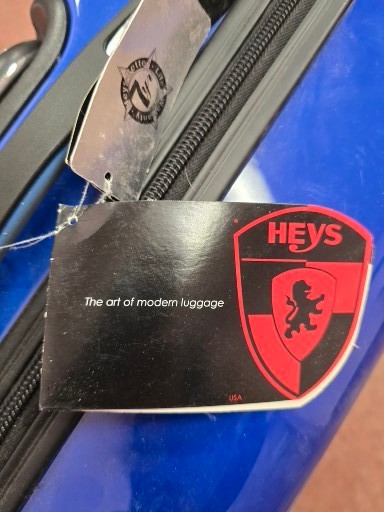 HEYS
The art of modern luggage
USA